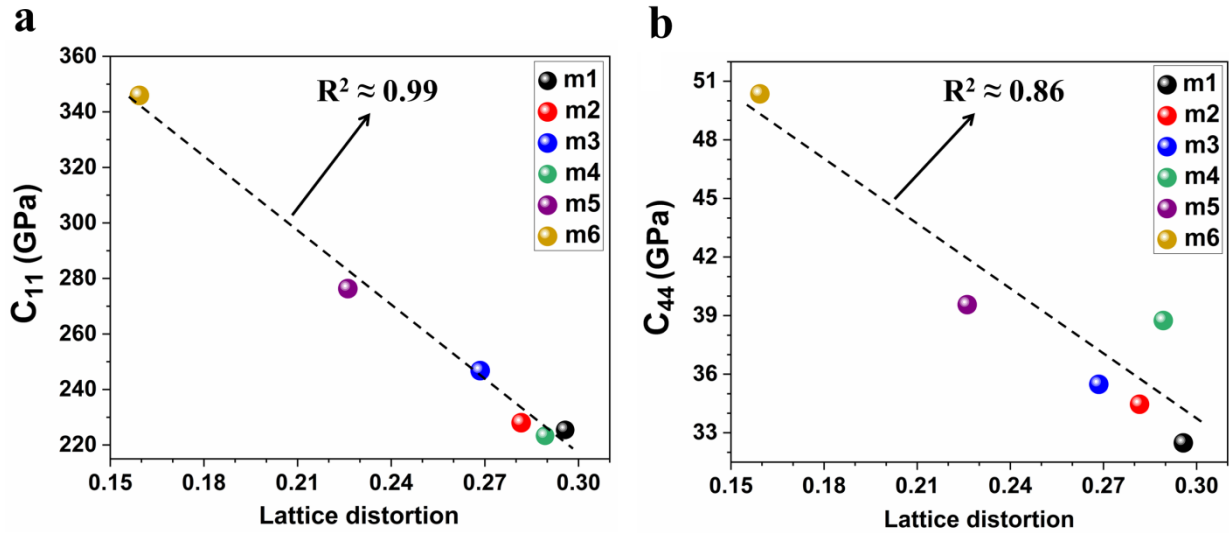 a
360
340
320
300
280
260
240
220
C₁₁ (GPa)
R² ≈ 0.99
m1
m2
m3
m4
m5
m6
0.15
0.18
0.21
0.24
0.27
0.30
Lattice distortion
b
51
48
45
42
39
36
33
C₄₄ (GPa)
R² ≈ 0.86
m1
m2
m3
m4
m5
m6
0.15
0.18
0.21
0.24
0.27
0.30
Lattice distortion